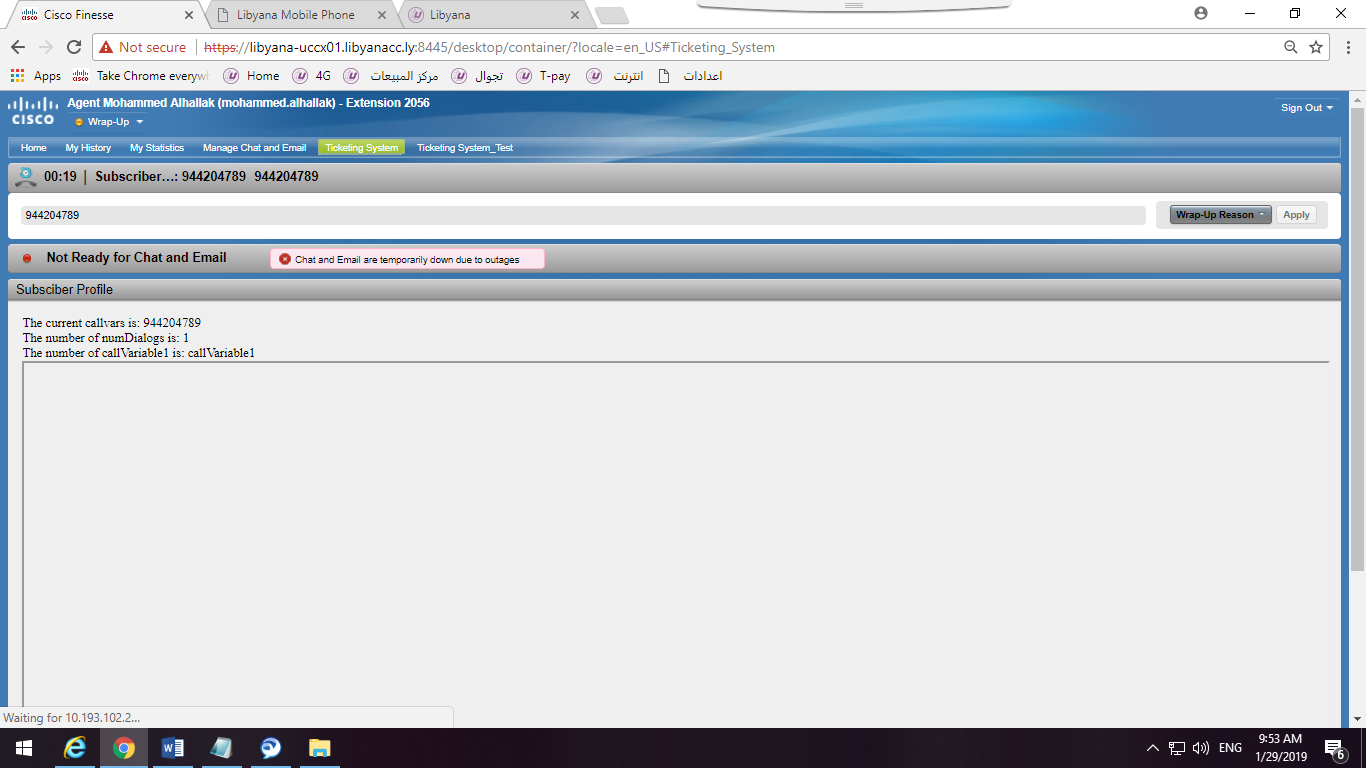 Cisco Finesse
Libyana Mobile Phone
Libyana
Not secure | https://libyana-uccx01.libyanacc.ly:8445/desktop/container/?locale=en_US#Ticketing_System
Apps
Take Chrome everywh
Home
4G
مركز المبيعات
تجوال
T-pay
انترنت
اعدادات
cisco
Agent Mohammed Alhallak (mohammed.alhallak) - Extension 2056
Wrap-Up
Sign Out
Home My History My Statistics Manage Chat and Email Ticketing System Ticketing System_Test
00:19 | Subscriber...: 944204789 944204789
944204789
Wrap-Up Reason
Apply
Not Ready for Chat and Email
Chat and Email are temporarily down due to outages
Subsciber Profile
The current callvars is: 944204789
The number of numDialogs is: 1
The number of callVariable1 is: callVariable1
Waiting for 10.193.102.2...
ENG
9:53 AM
1/29/2019
6